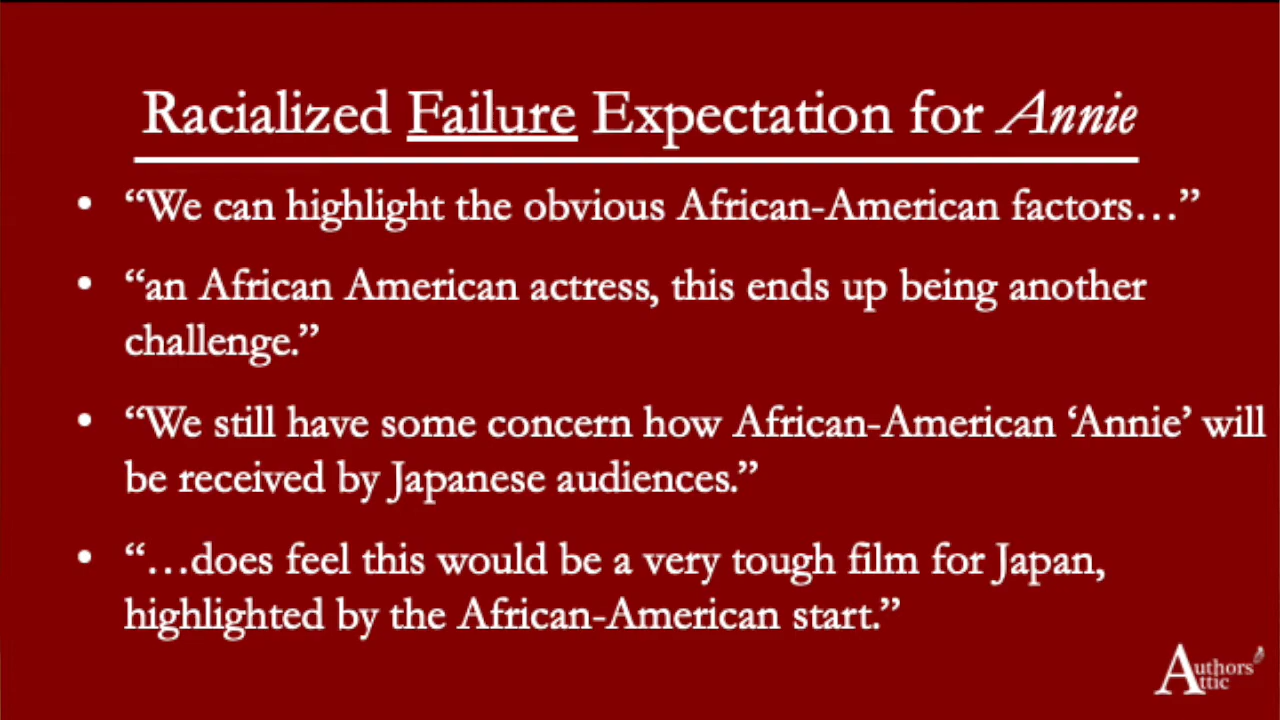 Racialized Failure Expectation for Annie
• “We can highlight the obvious African-American factors…”
• “an African American actress, this ends up being another
challenge.”
• “We still have some concern how African-American ‘Annie’ will
be received by Japanese audiences.”
• “…does feel this would be a very tough film for Japan,
highlighted by the African-American start.”
Authors’
Attic